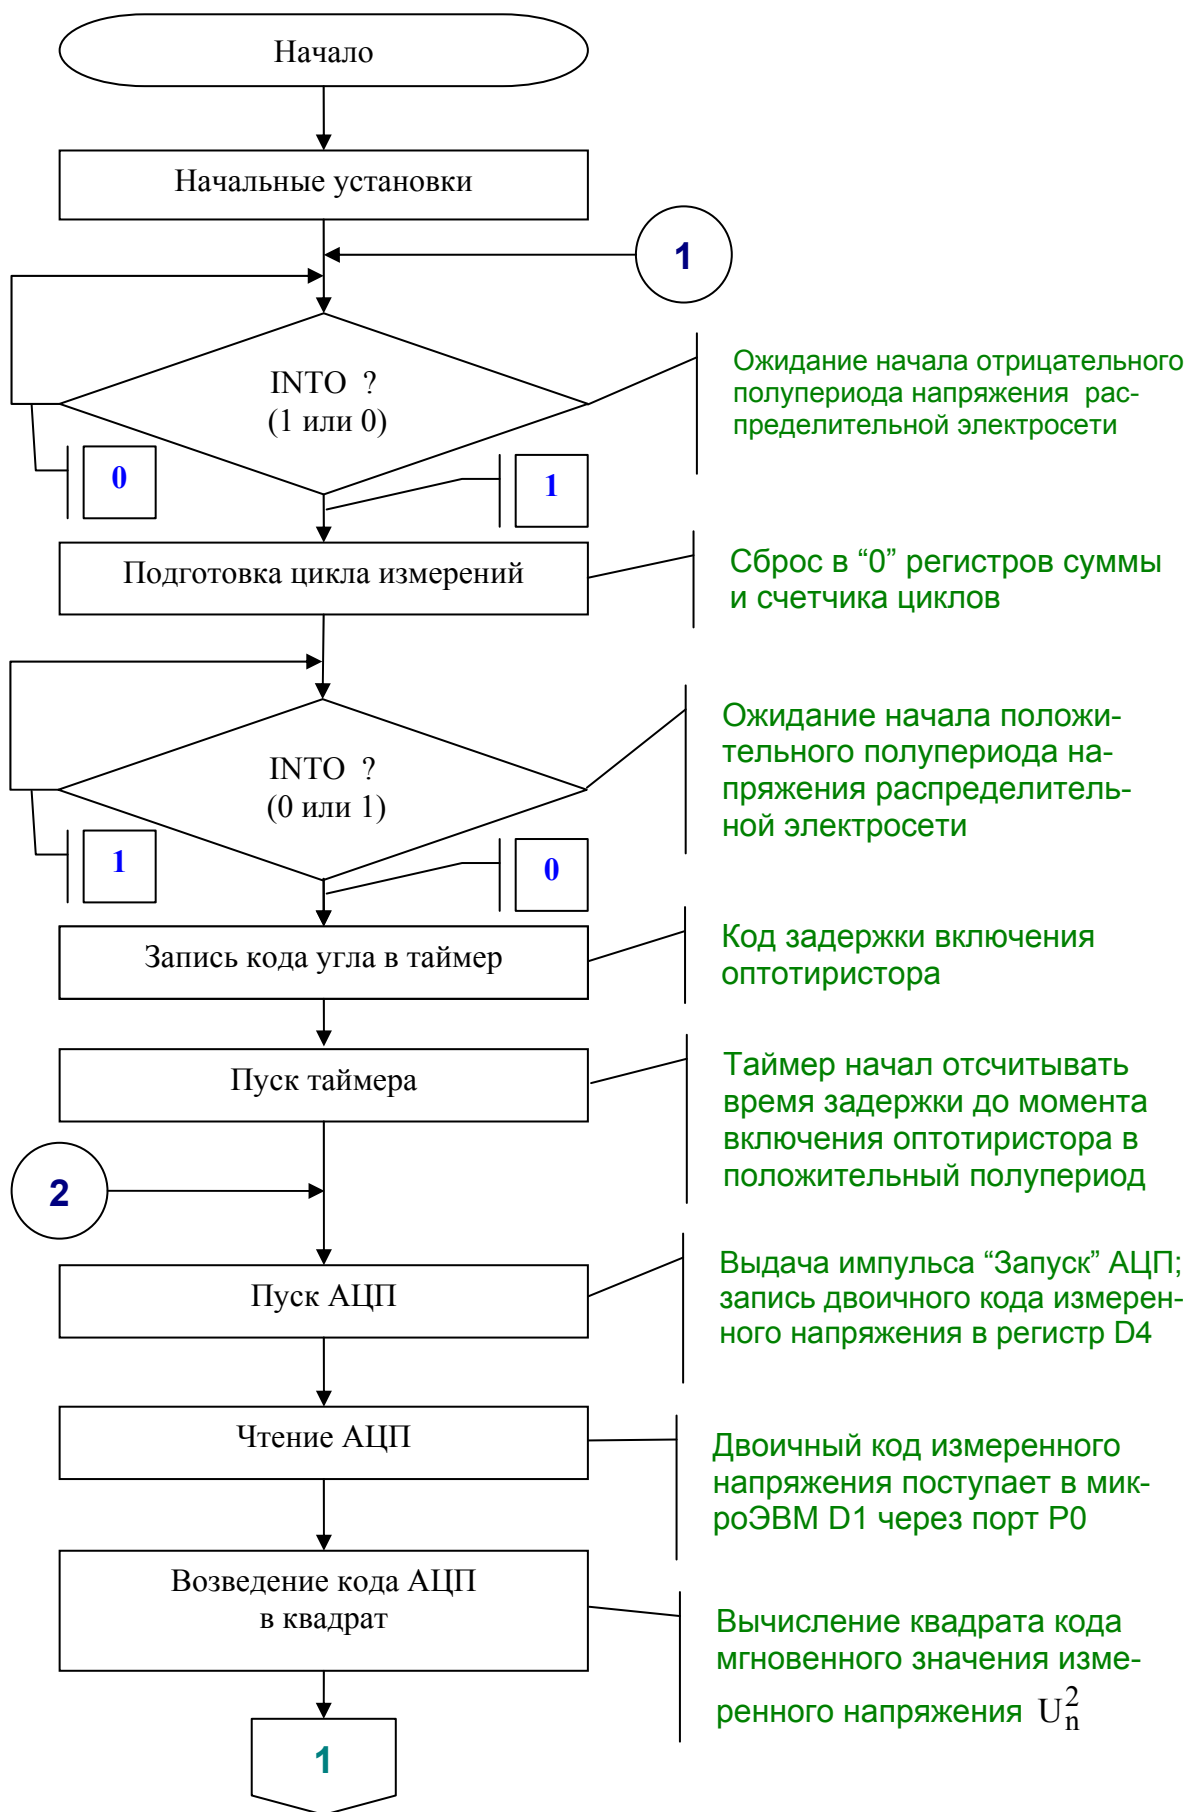 Начало
Начальные установки
1
INTO ?
(1 или 0)
Ожидание начала отрицательного
полупериода напряжения рас-
пределительной электросети
0
1
Подготовка цикла измерений
Сброс в “0” регистров суммы
и счетчика циклов
INTO ?
(0 или 1)
Ожидание начала положи-
тельного полупериода на-
пряжения распределитель-
ной электросети
1
0
Запись кода угла в таймер
Код задержки включения
оптотиристора
Пуск таймера
Таймер начал отсчитывать
время задержки до момента
включения оптотиристора в
положительный полупериод
2
Пуск АЦП
Выдача импульса “Запуск” АЦП;
запись двоичного кода измерен-
ного напряжения в регистр D4
Чтение АЦП
Двоичный код измеренного
напряжения поступает в мик-
роЭВМ D1 через порт P0
Возведение кода АЦП
в квадрат
Вычисление квадрата кода
мгновенного значения изме-
ренного напряжения U_n^2
1